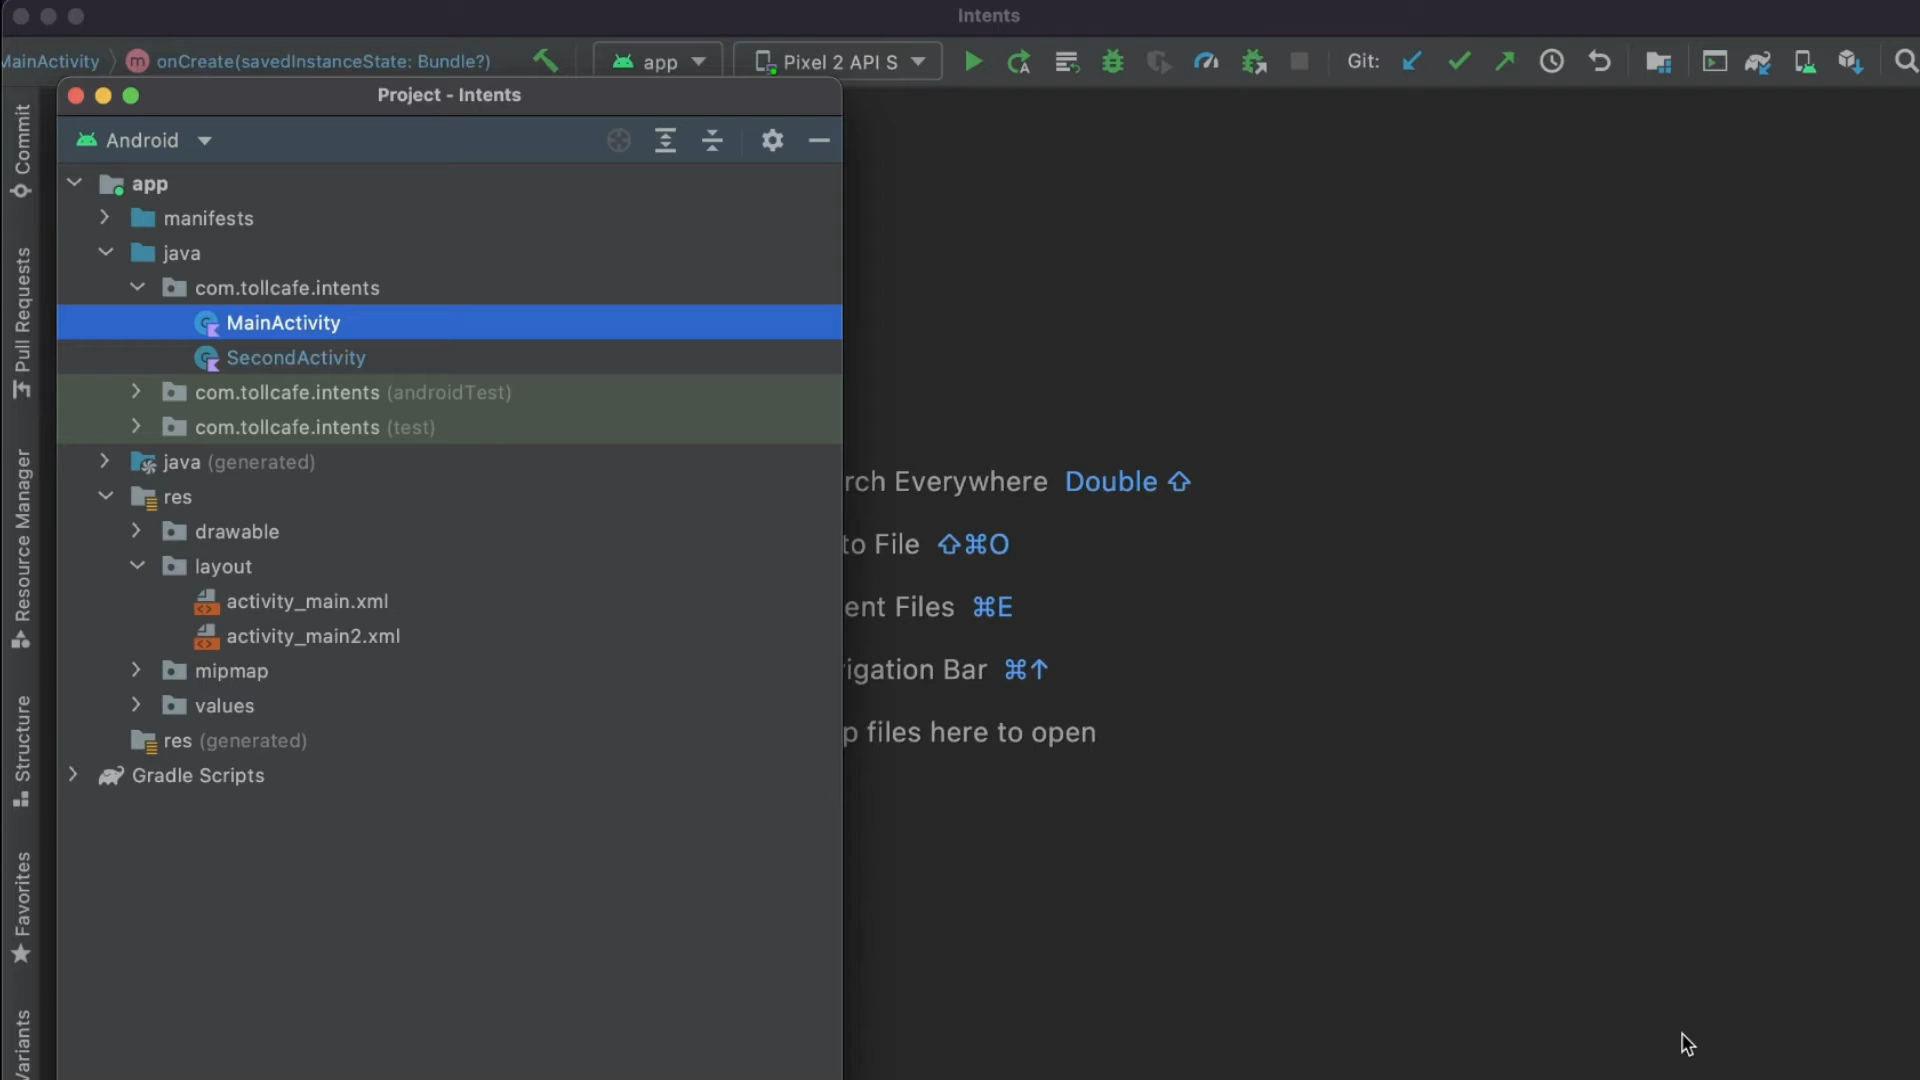 Intents
MainActivity
m onCreate(savedInstanceState: Bundle?)
app
Pixel 2 API S
Git:
Project - Intents
Android
Commit
Pull Requests
Resource Manager
Structure
Favorites
Variants
app
manifests
java
com.tollcafe.intents
MainActivity
SecondActivity
com.tollcafe.intents (androidTest)
com.tollcafe.intents (test)
java (generated)
res
drawable
layout
activity_main.xml
activity_main2.xml
mipmap
values
res (generated)
Gradle Scripts
rch Everywhere Double ⇧
to File ⇧⌘O
ent Files ⌘E
igation Bar ⌘↑
p files here to open